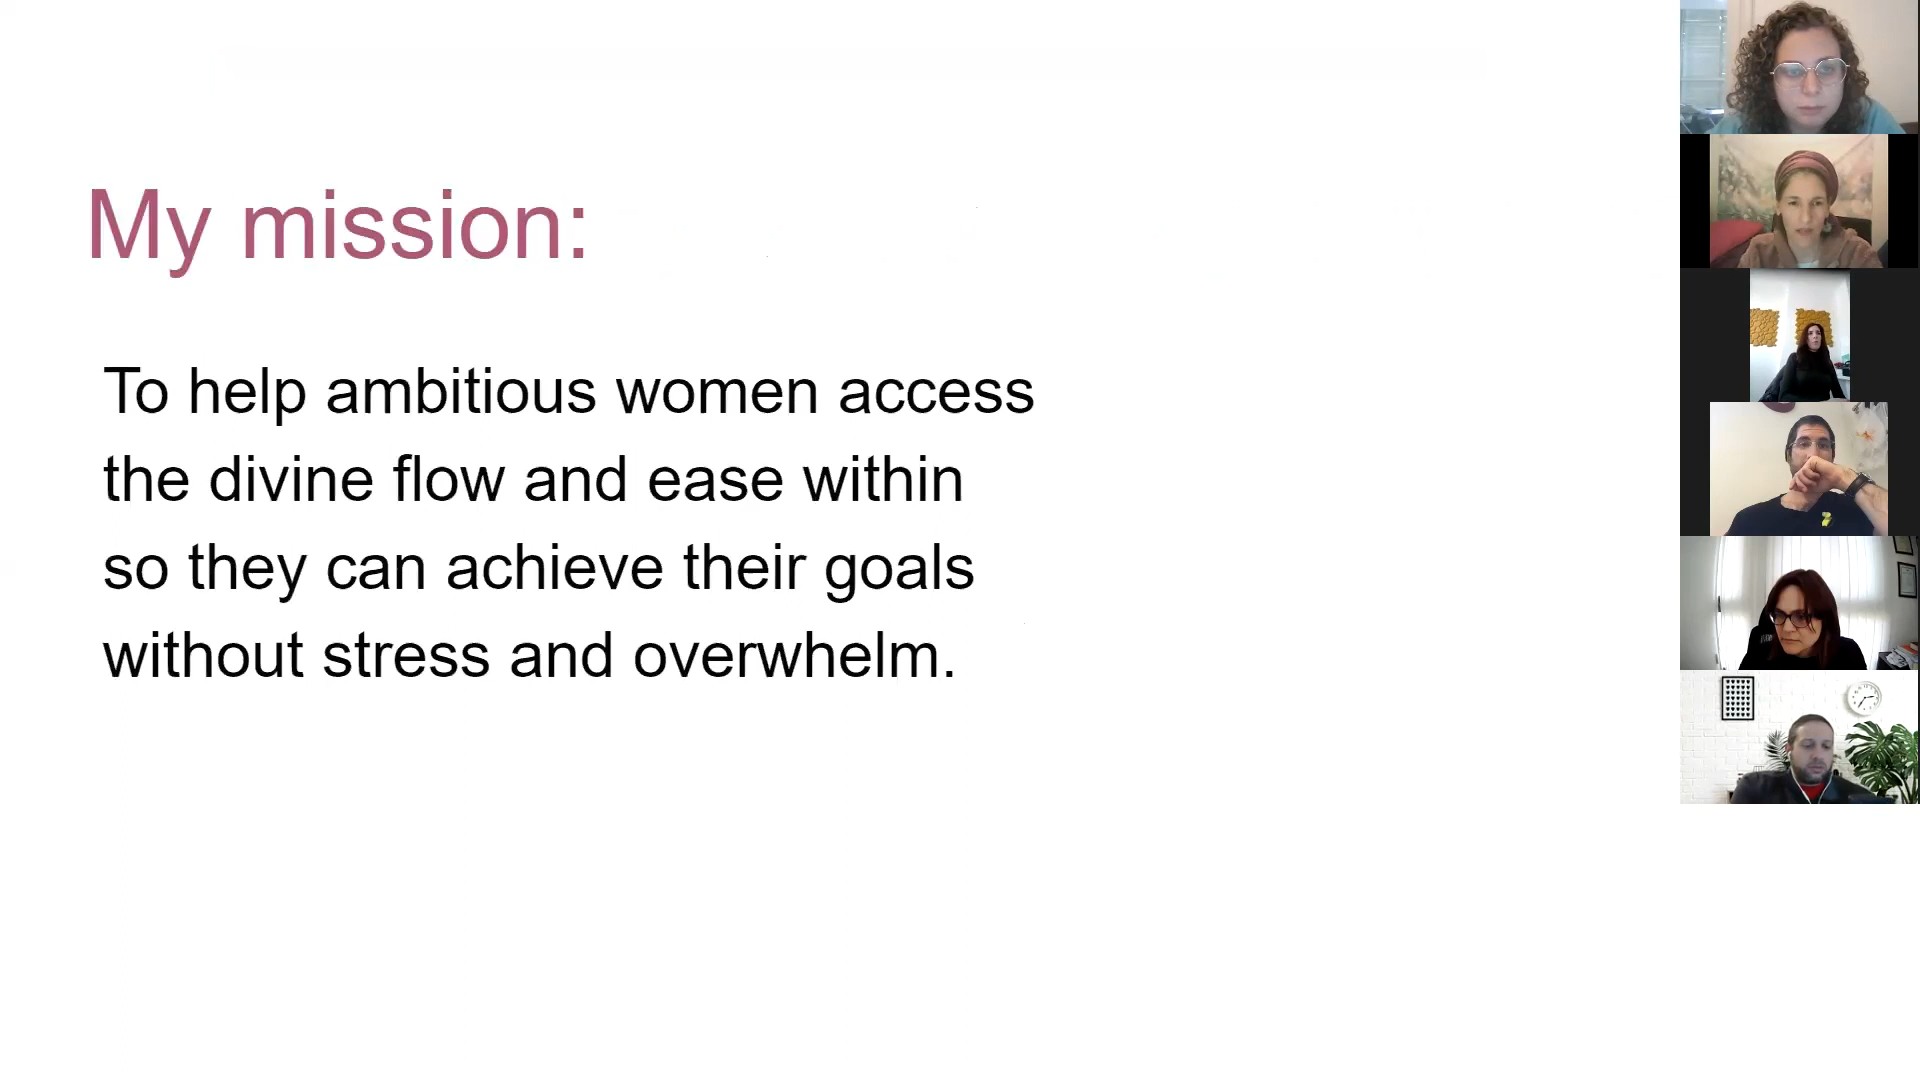 My mission:
To help ambitious women access
the divine flow and ease within
so they can achieve their goals
without stress and overwhelm.